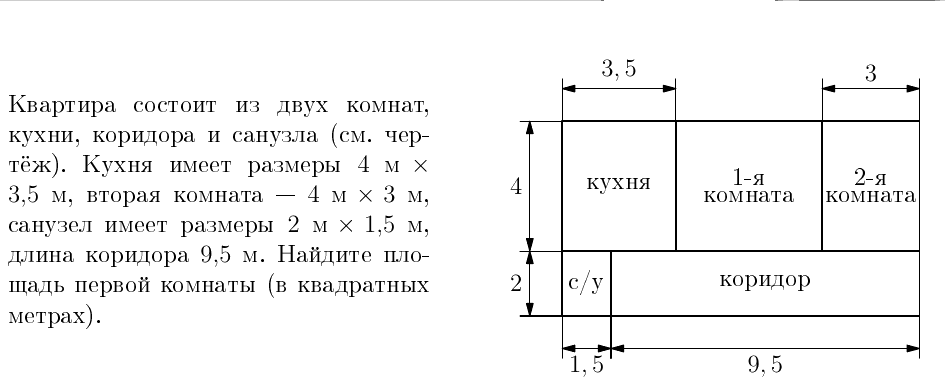 Квартира состоит из двух комнат,
кухни, коридора и санузла (см. чер-
тёж). Кухня имеет размеры 4 м ×
3,5 м, вторая комната — 4 м × 3 м,
санузел имеет размеры 2 м × 1,5 м,
длина коридора 9,5 м. Найдите пло-
щадь первой комнаты (в квадратных
метрах).
3,5
3
4
кухня
1-я
комната
2-я
комната
2
с/у
коридор
1,5
9,5